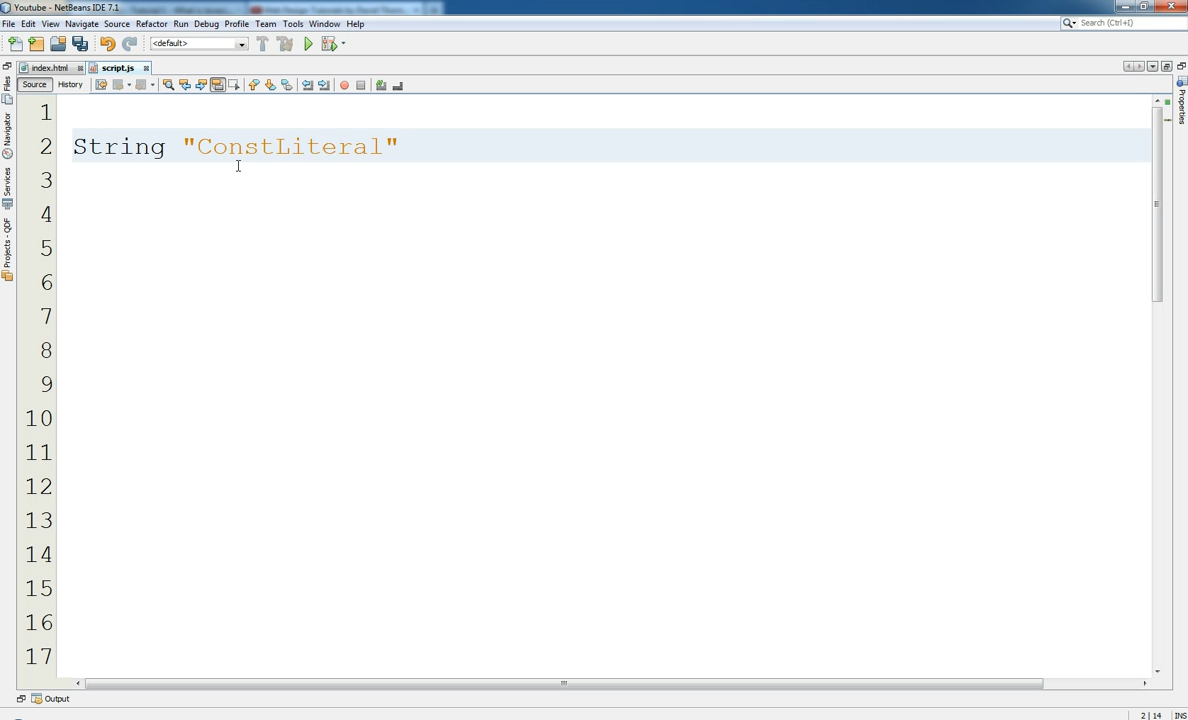 Youtube - NetBeans IDE 7.1
File Edit View Navigate Source Refactor Run Debug Profile Team Tools Window Help
Search (Ctrl+I)
<default>
index.html script.js
Source History
1
2 String "ConstLiteral"
3
4
5
6
7
8
9
10
11
12
13
14
15
16
17
Files
Navigator
Services
Projects - QDF
Properties
Output
2 | 14 INS